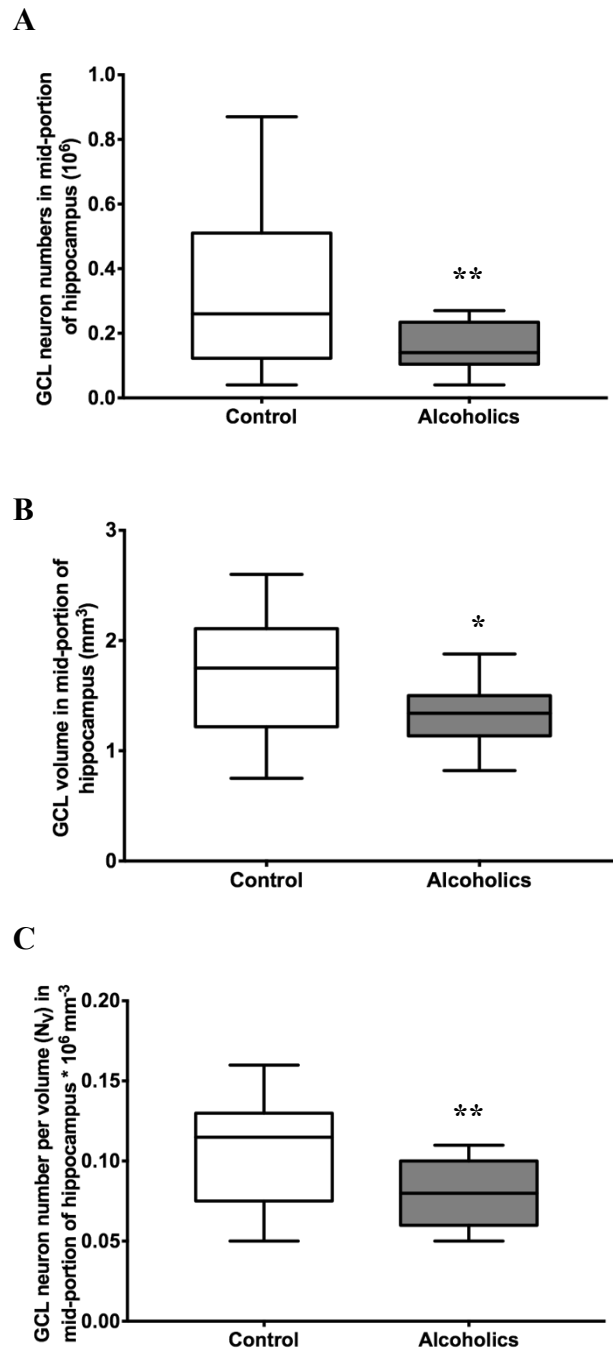 A
GCL neuron numbers in mid-portion
of hippocampus (10⁶)
1.0
0.8
0.6
0.4
0.2
0.0
**
Control Alcoholics
B
GCL volume in mid-portion of
hippocampus (mm³)
3
2
1
0
*
Control Alcoholics
C
GCL neuron number per volume (Nᵥ) in
mid-portion of hippocampus * 10⁶ mm⁻³
0.20
0.15
0.10
0.05
0.00
**
Control Alcoholics